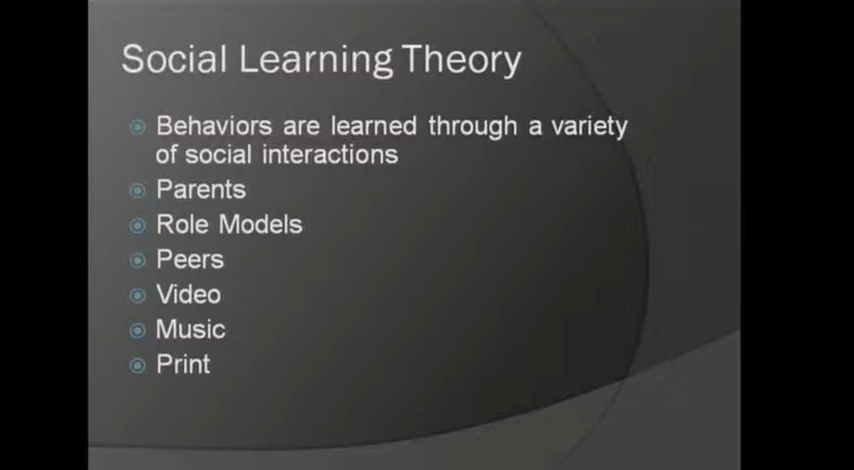 Social Learning Theory
Behaviors are learned through a variety
of social interactions
Parents
Role Models
Peers
Video
Music
Print